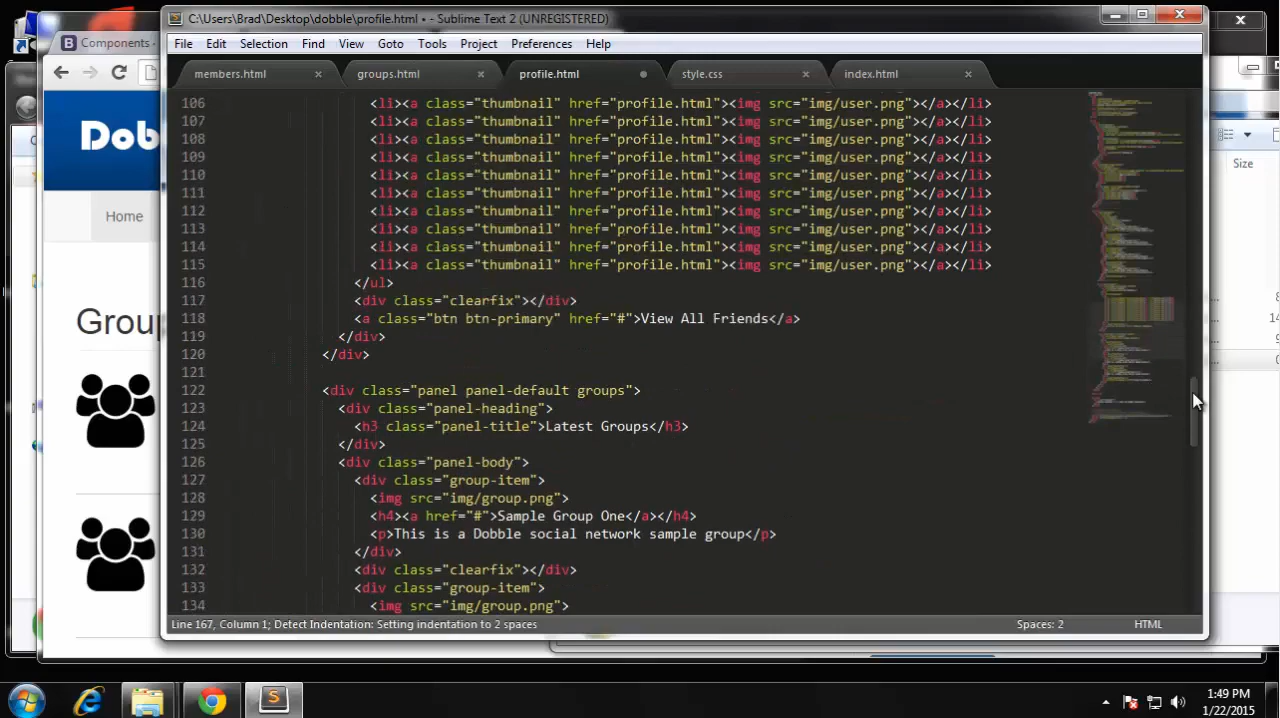 C:\Users\Brad\Desktop\dobble\profile.html • - Sublime Text 2 (UNREGISTERED)
Components -
File Edit Selection Find View Goto Tools Project Preferences Help
members.html × groups.html × profile.html style.css × index.html ×
106 <li><a class="thumbnail" href="profile.html"><img src="img/user.png"></a></li>
107 <li><a class="thumbnail" href="profile.html"><img src="img/user.png"></a></li>
108 <li><a class="thumbnail" href="profile.html"><img src="img/user.png"></a></li>
109 <li><a class="thumbnail" href="profile.html"><img src="img/user.png"></a></li>
110 <li><a class="thumbnail" href="profile.html"><img src="img/user.png"></a></li>
111 <li><a class="thumbnail" href="profile.html"><img src="img/user.png"></a></li>
112 <li><a class="thumbnail" href="profile.html"><img src="img/user.png"></a></li>
113 <li><a class="thumbnail" href="profile.html"><img src="img/user.png"></a></li>
114 <li><a class="thumbnail" href="profile.html"><img src="img/user.png"></a></li>
115 <li><a class="thumbnail" href="profile.html"><img src="img/user.png"></a></li>
116 </ul>
117 <div class="clearfix"></div>
118 <a class="btn btn-primary" href="#">View All Friends</a>
119 </div>
120 </div>
121
122 <div class="panel panel-default groups">
123 <div class="panel-heading">
124 <h3 class="panel-title">Latest Groups</h3>
125 </div>
126 <div class="panel-body">
127 <div class="group-item">
128 <img src="img/group.png">
129 <h4><a href="#">Sample Group One</a></h4>
130 <p>This is a Dobble social network sample group</p>
131 </div>
132 <div class="clearfix"></div>
133 <div class="group-item">
134 <img src="img/group.png">
Line 167, Column 1; Detect Indentation: Setting indentation to 2 spaces Spaces: 2 HTML
Dob
Home
Group
Size
1:49 PM
1/22/2015